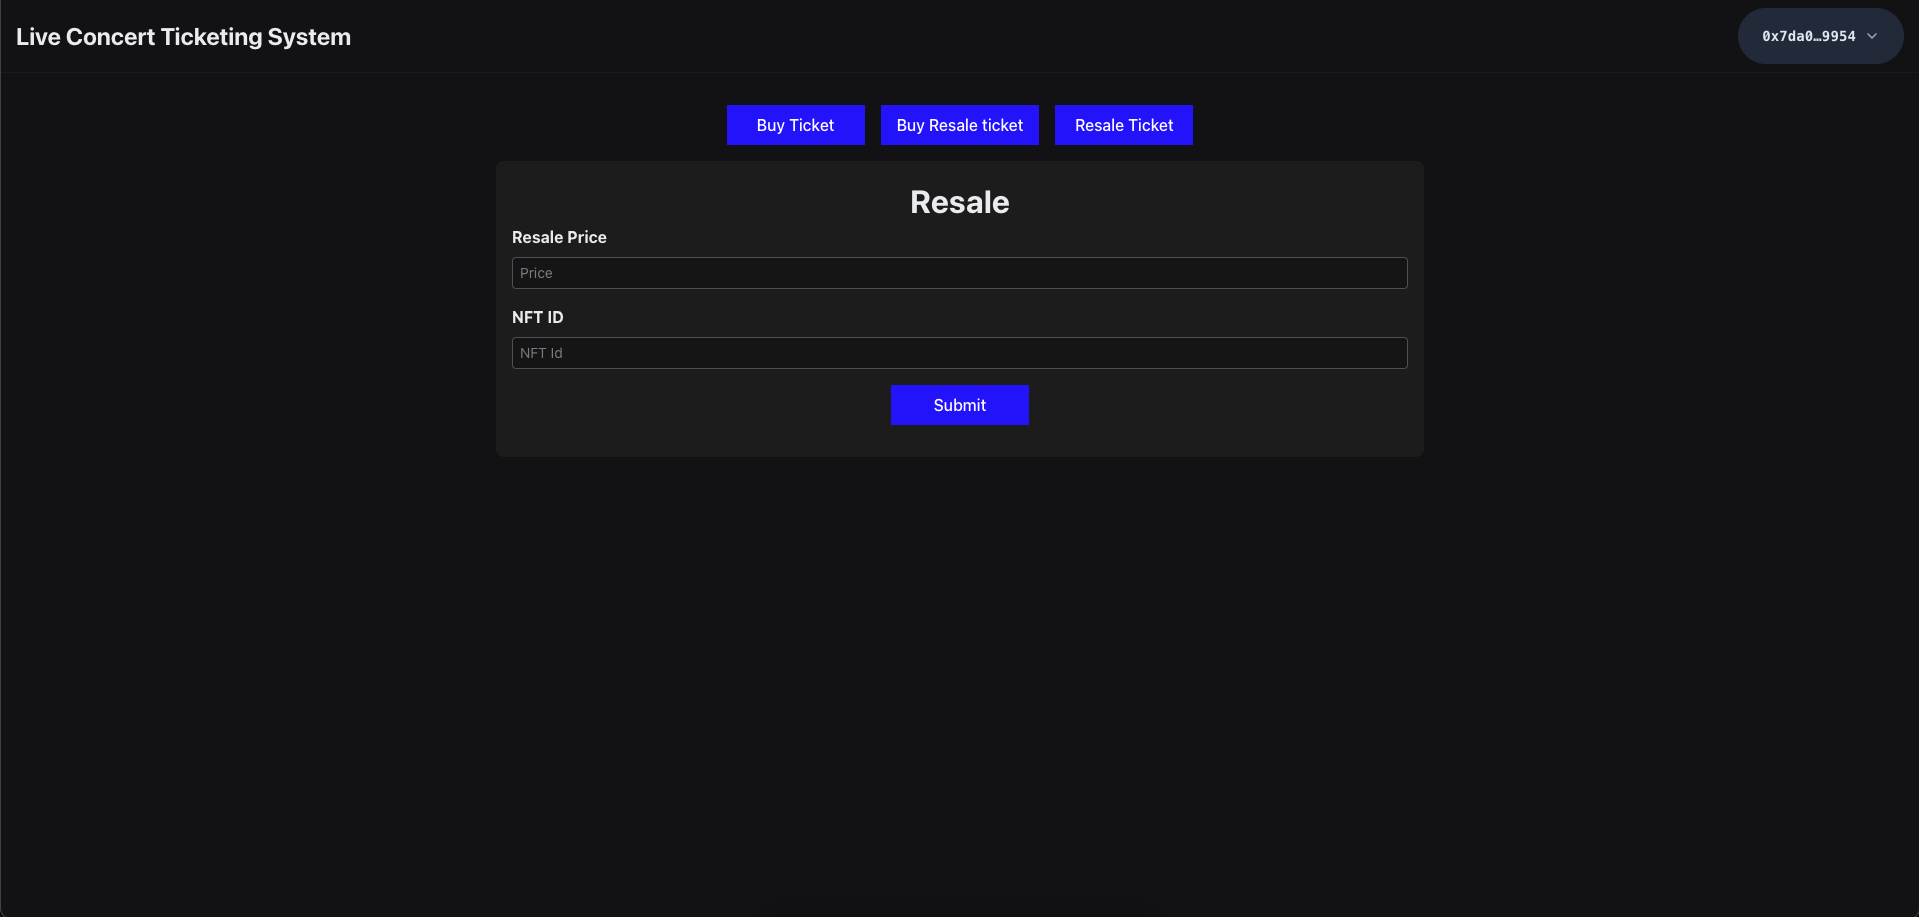 Live Concert Ticketing System
0x7da0…9954
Buy Ticket
Buy Resale ticket
Resale Ticket
Resale
Resale Price
Price
NFT ID
NFT Id
Submit